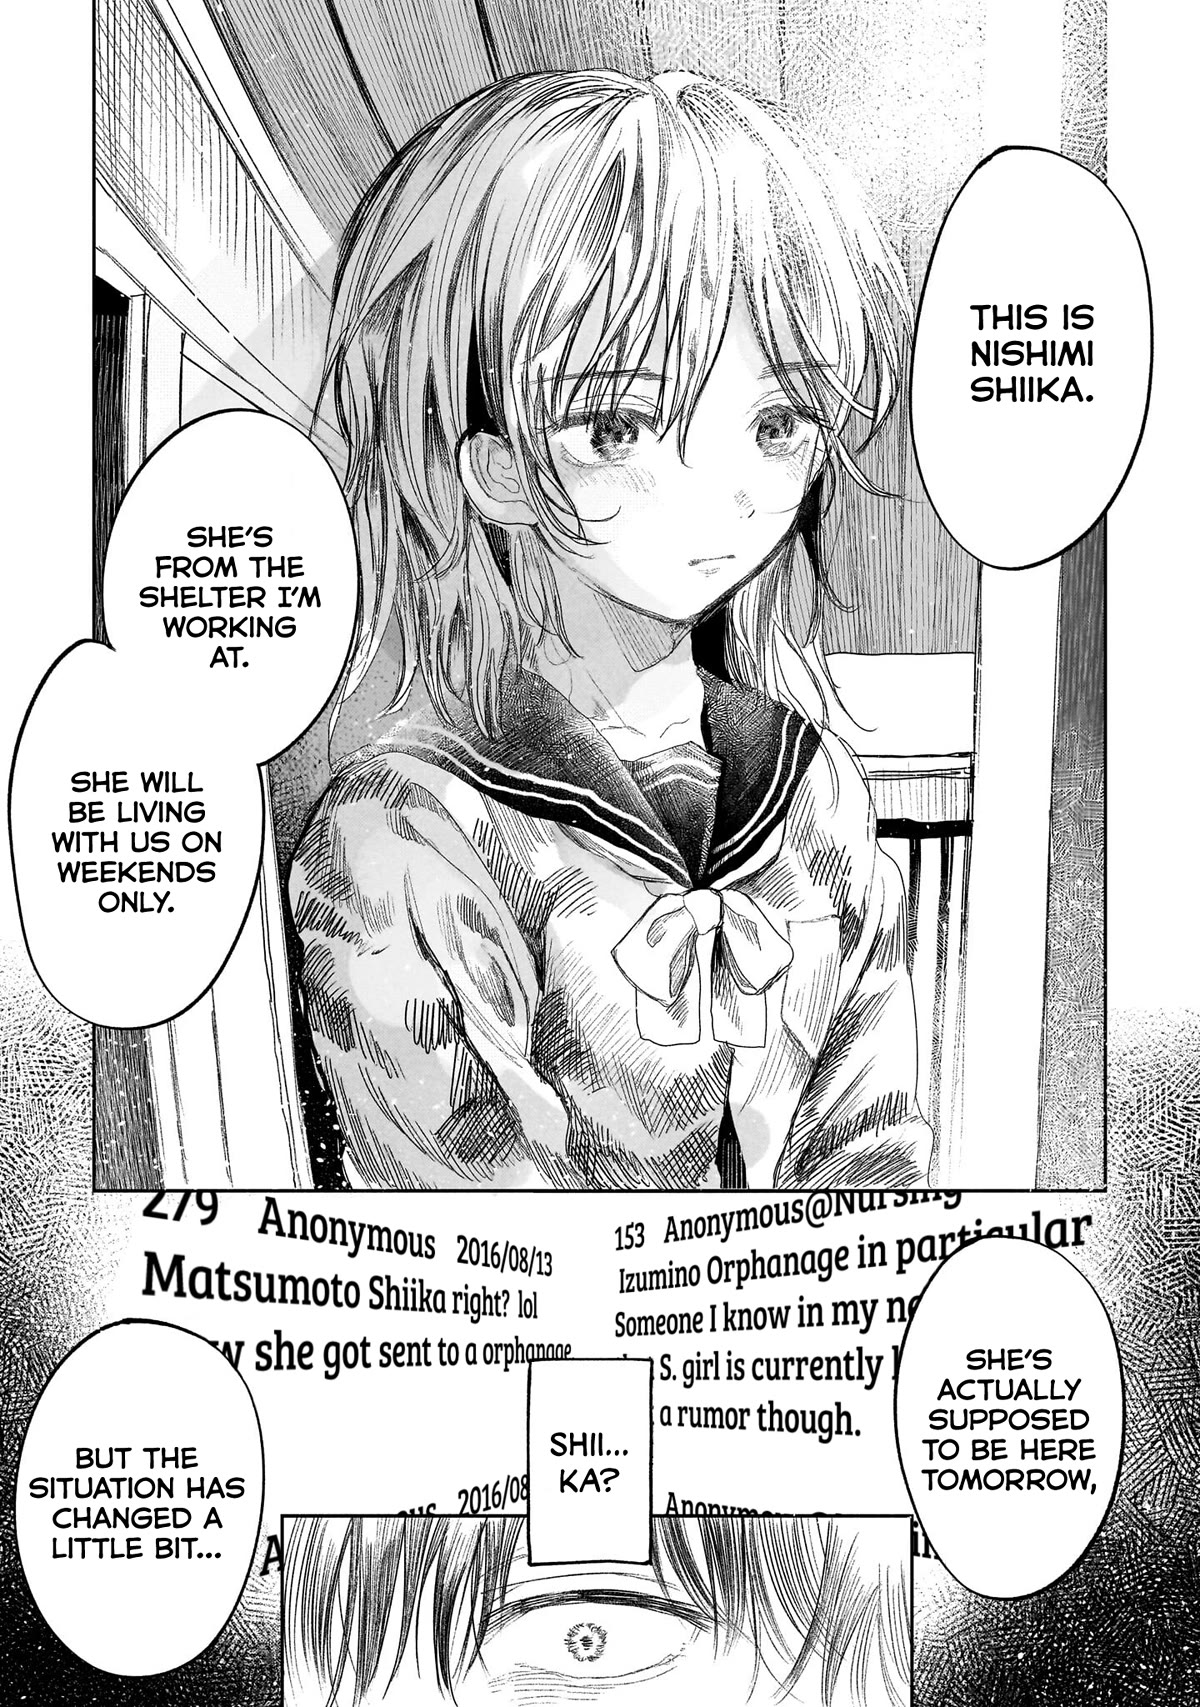 THIS IS
NISHIMI
SHIIKA.
SHE'S
FROM THE
SHELTER I'M
WORKING
AT.
SHE WILL
BE LIVING
WITH US ON
WEEKENDS
ONLY.
153 Anonymous@Nursing
Izumino Orphanage in particular
Someone I know in my
S. girl is currently
a rumor though.
279 Anonymous 2016/08/13
Matsumoto Shiika right? lol
she got sent to a orphanage
SHE'S
ACTUALLY
SUPPOSED
TO BE HERE
TOMORROW,
SHII...
KA?
Anonymous
2016/08
BUT THE
SITUATION HAS
CHANGED A
LITTLE BIT...